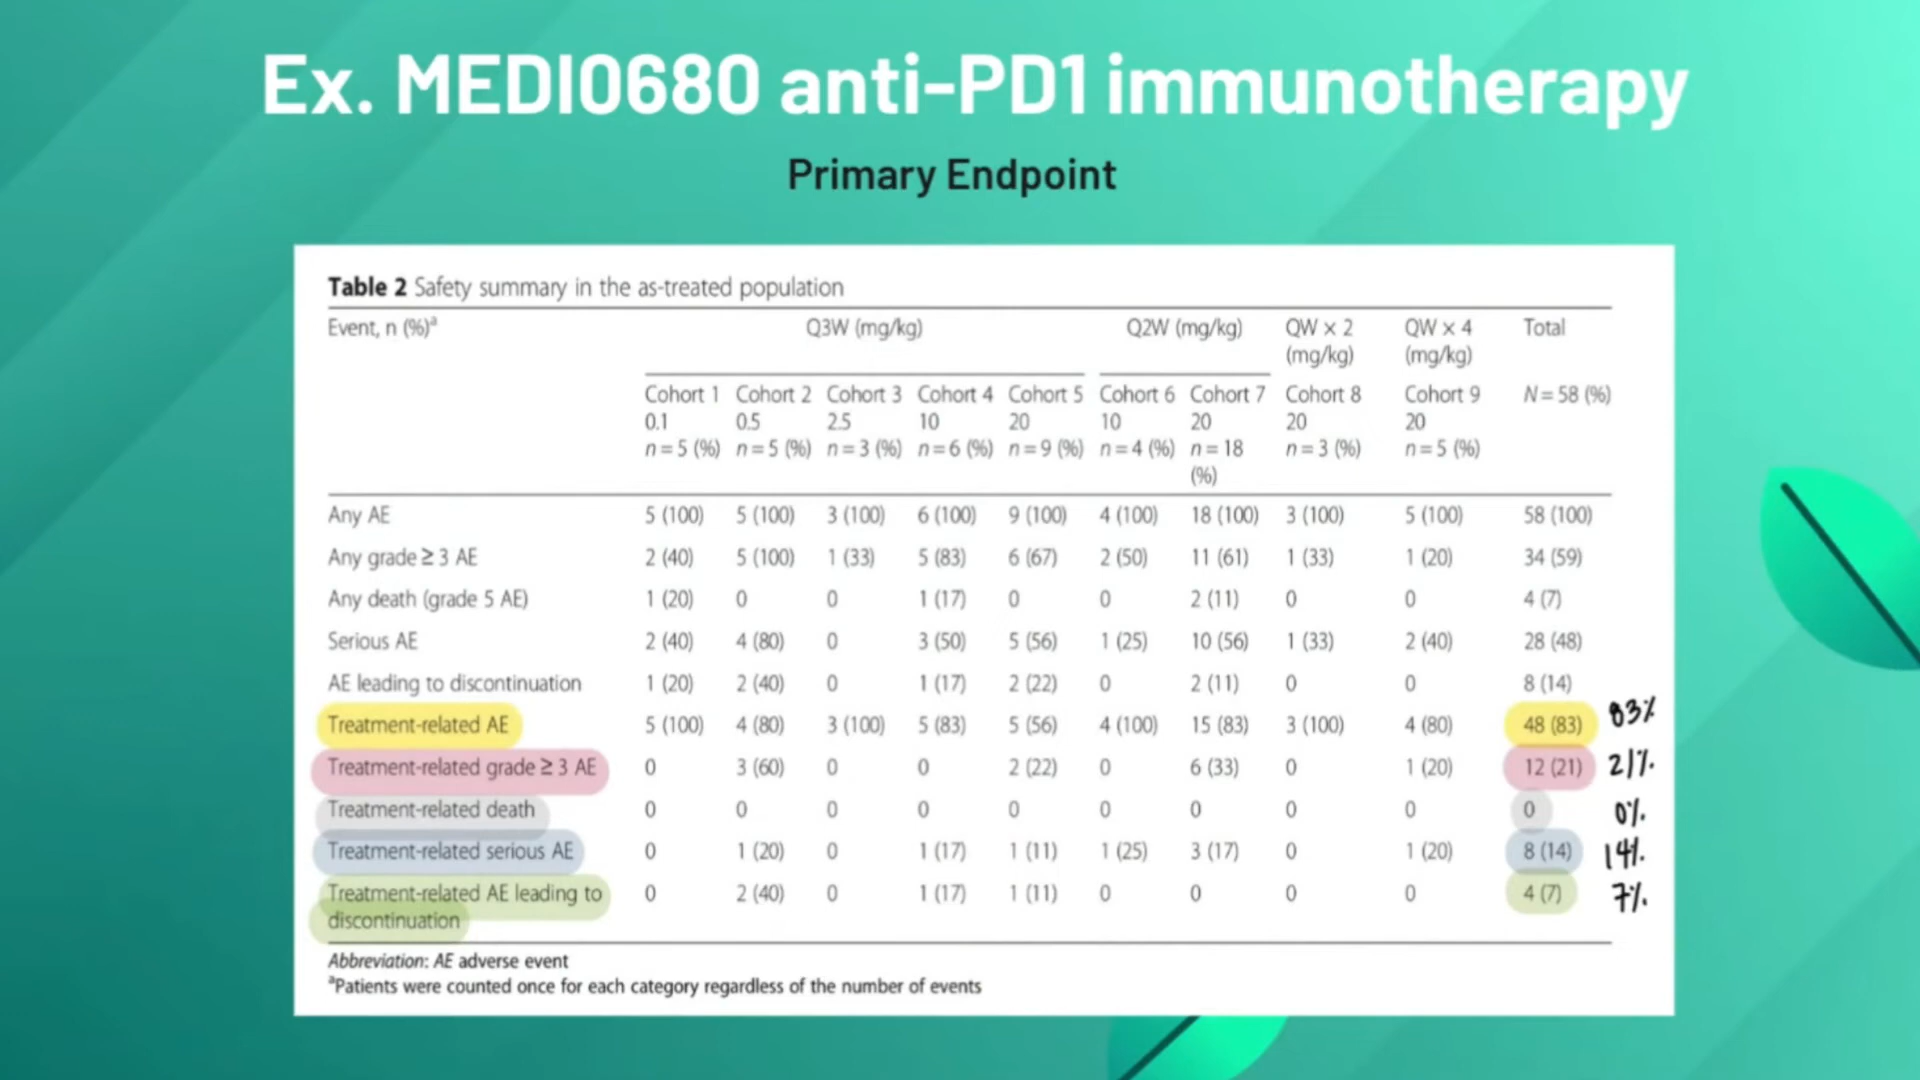 Ex. MEDI0680 anti-PD1 immunotherapy
Primary Endpoint
Table 2 Safety summary in the as-treated population
Event, n (%)a Q3W (mg/kg) Q2W (mg/kg) QW × 2 (mg/kg) QW × 4 (mg/kg) Total
Cohort 1 Cohort 2 Cohort 3 Cohort 4 Cohort 5 Cohort 6 Cohort 7 Cohort 8 Cohort 9 N = 58 (%)
0.1 0.5 2.5 10 20 10 20 20 20
n = 5 (%) n = 5 (%) n = 3 (%) n = 6 (%) n = 9 (%) n = 4 (%) n = 18 (%) n = 3 (%) n = 5 (%)
Any AE 5 (100) 5 (100) 3 (100) 6 (100) 9 (100) 4 (100) 18 (100) 3 (100) 5 (100) 58 (100)
Any grade ≥ 3 AE 2 (40) 5 (100) 1 (33) 5 (83) 6 (67) 2 (50) 11 (61) 1 (33) 1 (20) 34 (59)
Any death (grade 5 AE) 1 (20) 0 0 1 (17) 0 0 2 (11) 0 0 4 (7)
Serious AE 2 (40) 4 (80) 0 3 (50) 5 (56) 1 (25) 10 (56) 1 (33) 2 (40) 28 (48)
AE leading to discontinuation 1 (20) 2 (40) 0 1 (17) 2 (22) 0 2 (11) 0 0 8 (14)
Treatment-related AE 5 (100) 4 (80) 3 (100) 5 (83) 5 (56) 4 (100) 15 (83) 3 (100) 4 (80) 48 (83) 83%
Treatment-related grade ≥ 3 AE 0 3 (60) 0 0 2 (22) 0 6 (33) 0 1 (20) 12 (21) 21%
Treatment-related death 0 0 0 0 0 0 0 0 0 0 0%
Treatment-related serious AE 0 1 (20) 0 1 (17) 1 (11) 1 (25) 3 (17) 0 1 (20) 8 (14) 14%
Treatment-related AE leading to 0 2 (40) 0 1 (17) 1 (11) 0 0 0 0 4 (7) 7%
discontinuation
Abbreviation: AE adverse event
aPatients were counted once for each category regardless of the number of events